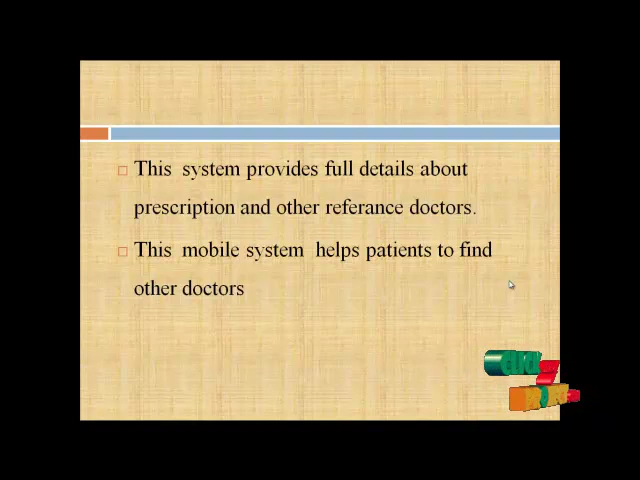 This system provides full details about
prescription and other referance doctors.
This mobile system helps patients to find
other doctors